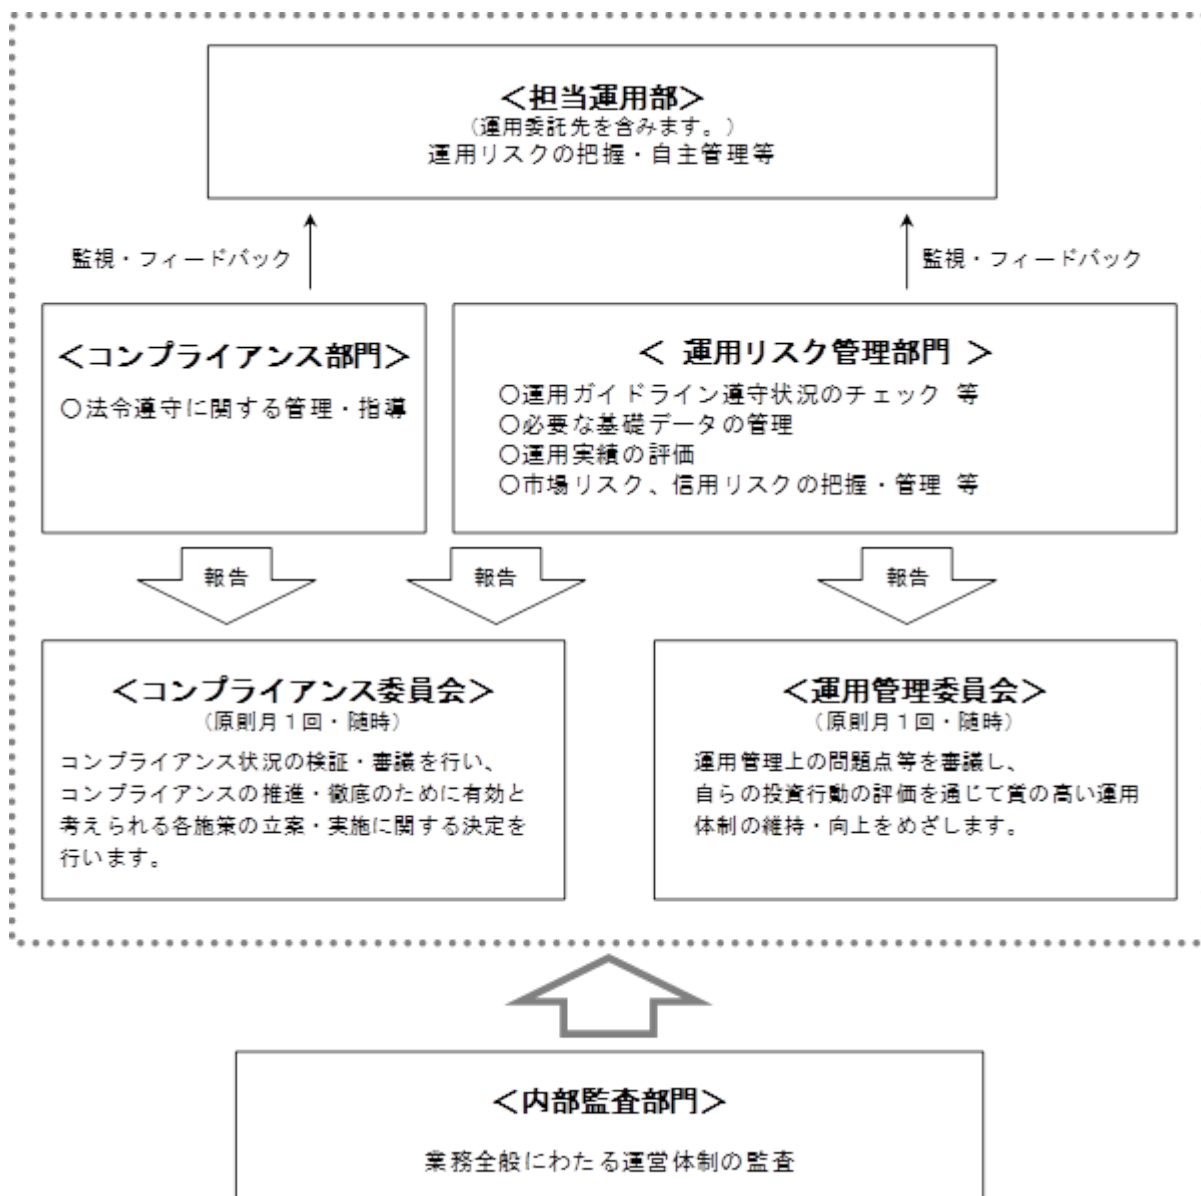 ＜担当運用部＞
（運用委託先を含みます。）
運用リスクの把握・自主管理等
監視・フィードバック
監視・フィードバック
＜コンプライアンス部門＞
○法令遵守に関する管理・指導
＜ 運用リスク管理部門 ＞
○運用ガイドライン遵守状況のチェック 等
○必要な基礎データの管理
○運用実績の評価
○市場リスク、信用リスクの把握・管理 等
報告
報告
報告
＜コンプライアンス委員会＞
（原則月１回・随時）
コンプライアンス状況の検証・審議を行い、
コンプライアンスの推進・徹底のために有効と
考えられる各施策の立案・実施に関する決定を
行います。
＜運用管理委員会＞
（原則月１回・随時）
運用管理上の問題点等を審議し、
自らの投資行動の評価を通じて質の高い運用
体制の維持・向上をめざします。
＜内部監査部門＞
業務全般にわたる運営体制の監査